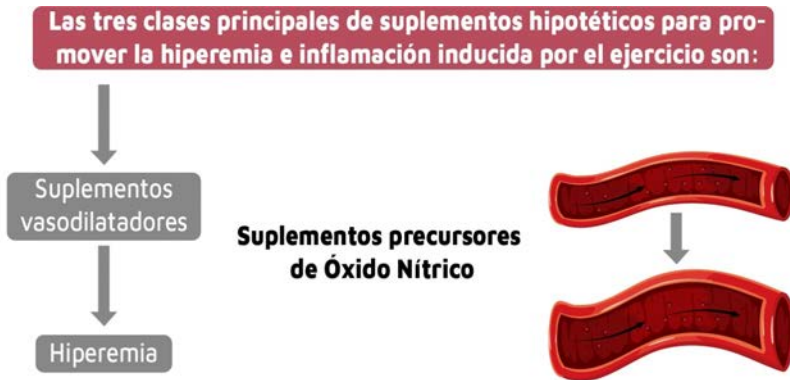 Las tres clases principales de suplementos hipotéticos para pro-
mover la hiperemia e inflamación inducida por el ejercicio son:
Suplementos
vasodilatadores
Suplementos precursores
de Óxido Nítrico
Hiperemia